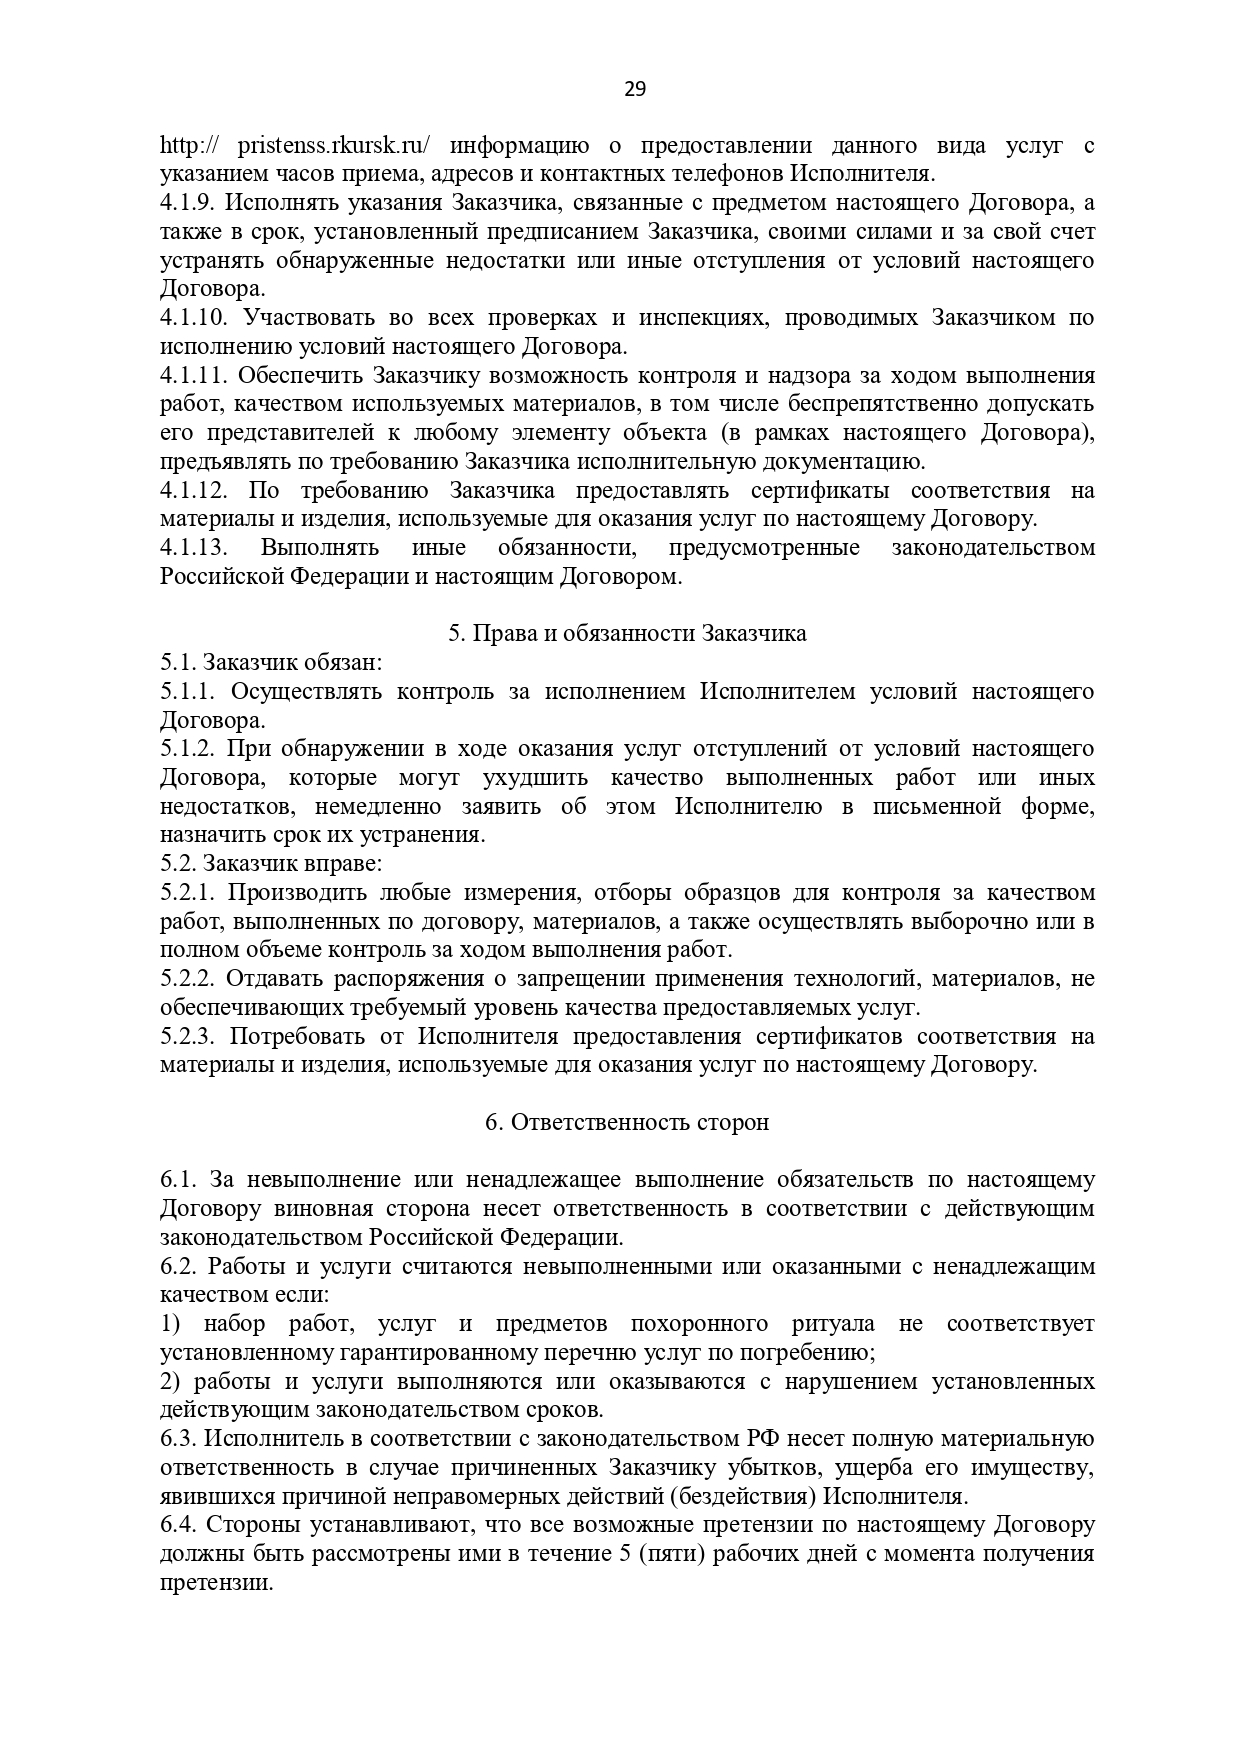 29
http:// pristenss.rkursk.ru/ информацию о предоставлении данного вида услуг с
указанием часов приема, адресов и контактных телефонов Исполнителя.
4.1.9. Исполнять указания Заказчика, связанные с предметом настоящего Договора, а
также в срок, установленный предписанием Заказчика, своими силами и за свой счет
устранять обнаруженные недостатки или иные отступления от условий настоящего
Договора.
4.1.10. Участвовать во всех проверках и инспекциях, проводимых Заказчиком по
исполнению условий настоящего Договора.
4.1.11. Обеспечить Заказчику возможность контроля и надзора за ходом выполнения
работ, качеством используемых материалов, в том числе беспрепятственно допускать
его представителей к любому элементу объекта (в рамках настоящего Договора),
предъявлять по требованию Заказчика исполнительную документацию.
4.1.12. По требованию Заказчика предоставлять сертификаты соответствия на
материалы и изделия, используемые для оказания услуг по настоящему Договору.
4.1.13. Выполнять иные обязанности, предусмотренные законодательством
Российской Федерации и настоящим Договором.
5. Права и обязанности Заказчика
5.1. Заказчик обязан:
5.1.1. Осуществлять контроль за исполнением Исполнителем условий настоящего
Договора.
5.1.2. При обнаружении в ходе оказания услуг отступлений от условий настоящего
Договора, которые могут ухудшить качество выполненных работ или иных
недостатков, немедленно заявить об этом Исполнителю в письменной форме,
назначить срок их устранения.
5.2. Заказчик вправе:
5.2.1. Производить любые измерения, отборы образцов для контроля за качеством
работ, выполненных по договору, материалов, а также осуществлять выборочно или в
полном объеме контроль за ходом выполнения работ.
5.2.2. Отдавать распоряжения о запрещении применения технологий, материалов, не
обеспечивающих требуемый уровень качества предоставляемых услуг.
5.2.3. Потребовать от Исполнителя предоставления сертификатов соответствия на
материалы и изделия, используемые для оказания услуг по настоящему Договору.
6. Ответственность сторон
6.1. За невыполнение или ненадлежащее выполнение обязательств по настоящему
Договору виновная сторона несет ответственность в соответствии с действующим
законодательством Российской Федерации.
6.2. Работы и услуги считаются невыполненными или оказанными с ненадлежащим
качеством если:
1) набор работ, услуг и предметов похоронного ритуала не соответствует
установленному гарантированному перечню услуг по погребению;
2) работы и услуги выполняются или оказываются с нарушением установленных
действующим законодательством сроков.
6.3. Исполнитель в соответствии с законодательством РФ несет полную материальную
ответственность в случае причиненных Заказчику убытков, ущерба его имуществу,
явившихся причиной неправомерных действий (бездействия) Исполнителя.
6.4. Стороны устанавливают, что все возможные претензии по настоящему Договору
должны быть рассмотрены ими в течение 5 (пяти) рабочих дней с момента получения
претензии.